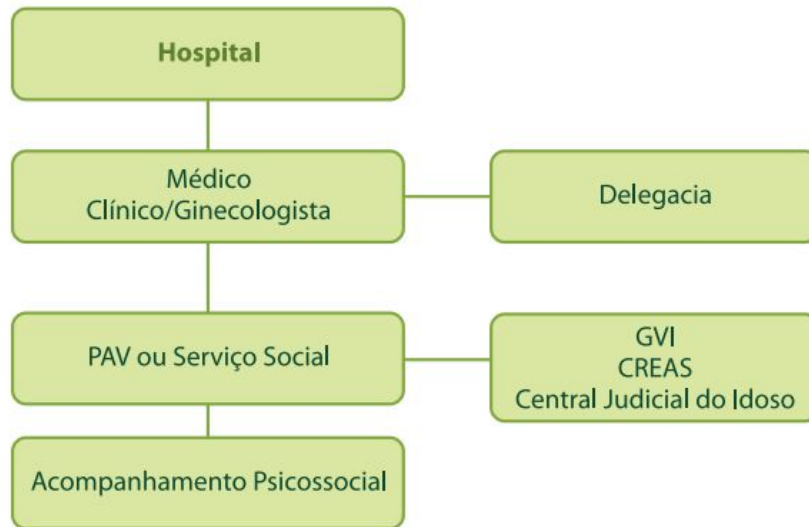 Hospital
Médico
Clínico/Ginecologista
Delegacia
PAV ou Serviço Social
GVI
CREAS
Central Judicial do Idoso
Acompanhamento Psicossocial